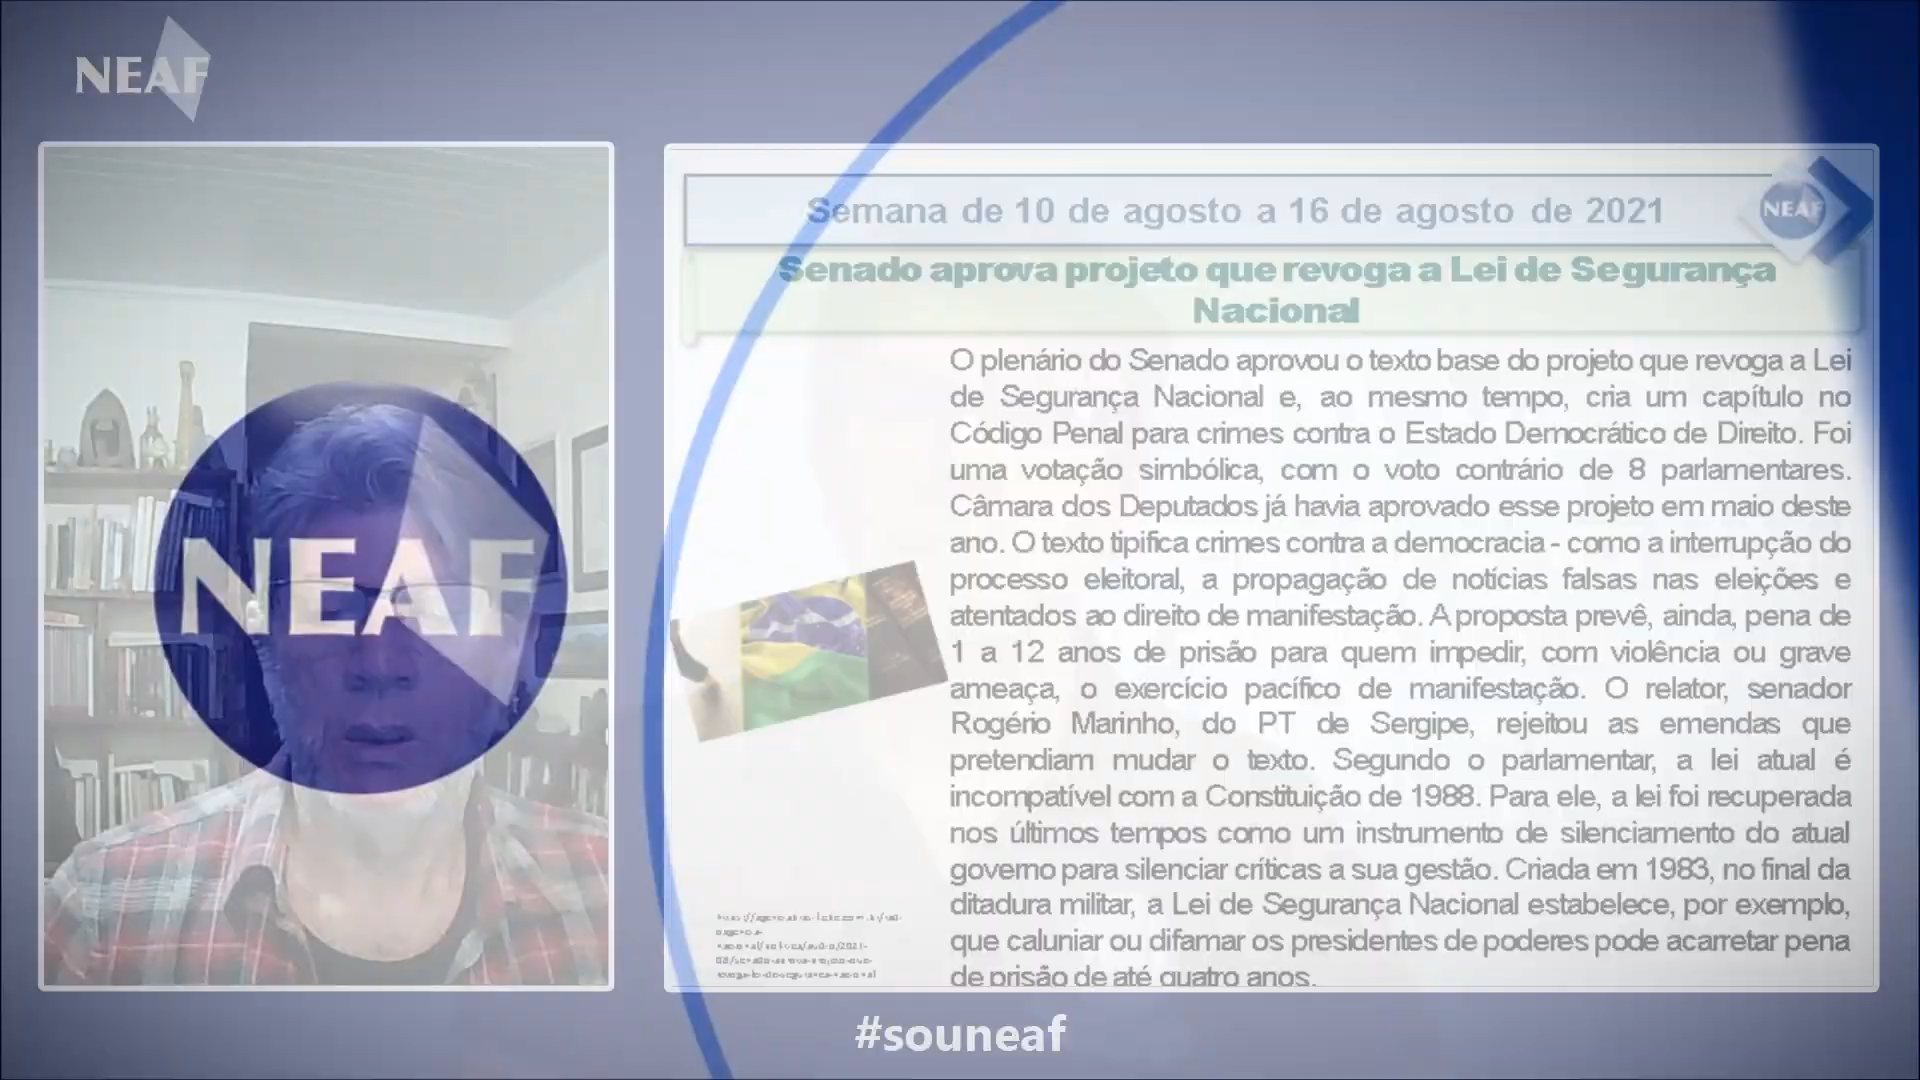 NEAF
Semana de 10 de agosto a 16 de agosto de 2021
NEAF
Senado aprova projeto que revoga a Lei de Segurança
Nacional
O plenário do Senado aprovou o texto base do projeto que revoga a Lei
de Segurança Nacional e, ao mesmo tempo, cria um capítulo no
Código Penal para crimes contra o Estado Democrático de Direito. Foi
uma votação simbólica, com o voto contrário de 8 parlamentares.
Câmara dos Deputados já havia aprovado esse projeto em maio deste
ano. O texto tipifica crimes contra a democracia - como a interrupção do
processo eleitoral, a propagação de notícias falsas nas eleições e
atentados ao direito de manifestação. A proposta prevê, ainda, pena de
1 a 12 anos de prisão para quem impedir, com violência ou grave
ameaça, o exercício pacífico de manifestação. O relator, senador
Rogério Marinho, do PT de Sergipe, rejeitou as emendas que
pretendiam mudar o texto. Segundo o parlamentar, a lei atual é
incompatível com a Constituição de 1988. Para ele, a lei foi recuperada
nos últimos tempos como um instrumento de silenciamento do atual
governo para silenciar críticas a sua gestão. Criada em 1983, no final da
ditadura militar, a Lei de Segurança Nacional estabelece, por exemplo,
que caluniar ou difamar os presidentes de poderes pode acarretar pena
de prisão de até quatro anos.
NEAF
#souneaf